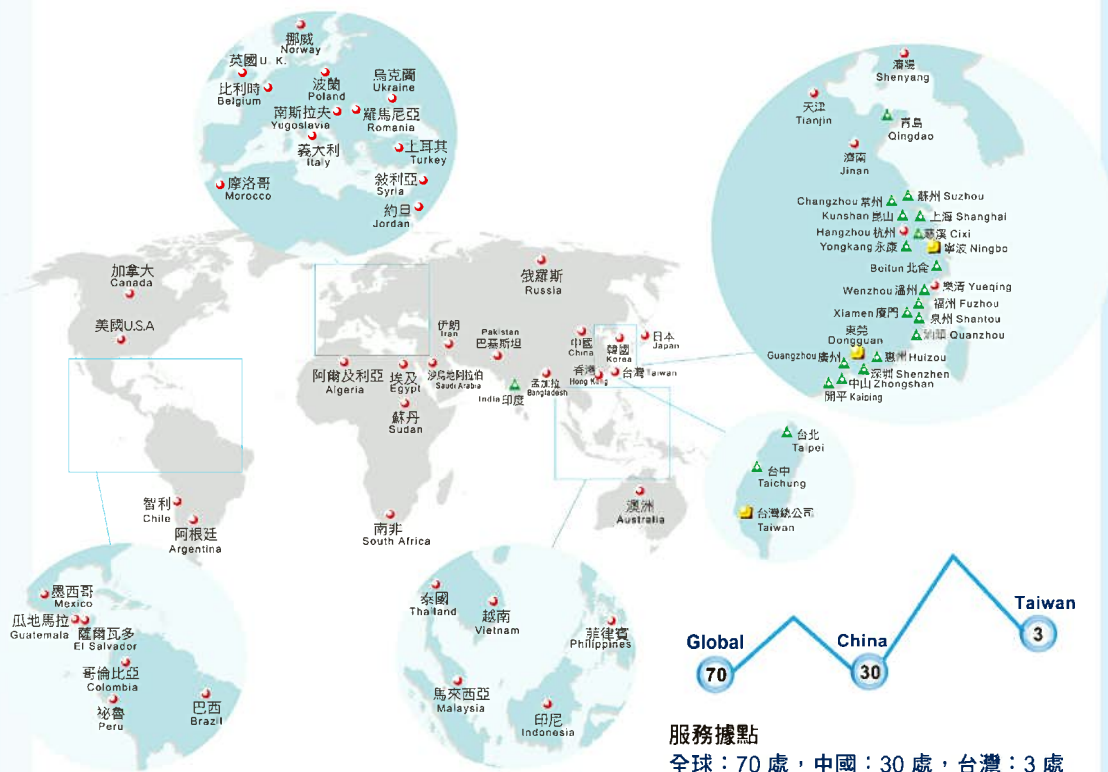 挪威
Norway
英國 U. K.
比利時
Belgium
波蘭
Poland
烏克蘭
Ukraine
南斯拉夫
Yugoslavia
羅馬尼亞
Romania
義大利
Italy
土耳其
Turkey
摩洛哥
Morocco
敍利亞
Syria
約旦
Jordan
瀋陽
Shenyang
天津
Tianjin
青島
Qingdao
濟南
Jinan
Changzhou 常州
蘇州 Suzhou
Kunshan 昆山
上海 Shanghai
Hangzhou 杭州
慈溪 Cixi
Yongkang 永康
寧波 Ningbo
Beilun 北侖
Wenzhou 溫州
樂清 Yueqing
福州 Fuzhou
Xiamen 廈門
泉州 Shantou
汕頭 Quanzhou
東莞
Dongguan
Guangzhou 廣州
惠州 Huizou
深圳 Shenzhen
中山 Zhongshan
開平 Kaiping
加拿大
Canada
美國U.S.A
俄羅斯
Russia
伊朗
Iran
Pakistan
巴基斯坦
中國
China
韓國
Korea
日本
Japan
阿爾及利亞
Algeria
埃及
Egypt
沙烏地阿拉伯
Saudi Arabia
India 印度
孟加拉
Bangladesh
香港
Hong Kong
台灣 Taiwan
蘇丹
Sudan
台北
Taipei
台中
Taichung
台灣總公司
Taiwan
智利
Chile
阿根廷
Argentina
南非
South Africa
澳洲
Australia
墨西哥
Mexico
瓜地馬拉
Guatemala
薩爾瓦多
El Salvador
哥倫比亞
Colombia
祕魯
Peru
巴西
Brazil
泰國
Thailand
越南
Vietnam
菲律賓
Philippines
馬來西亞
Malaysia
印尼
Indonesia
Global
70
China
30
Taiwan
3
服務據點
全球：70 處，中國：30 處，台灣：3 處